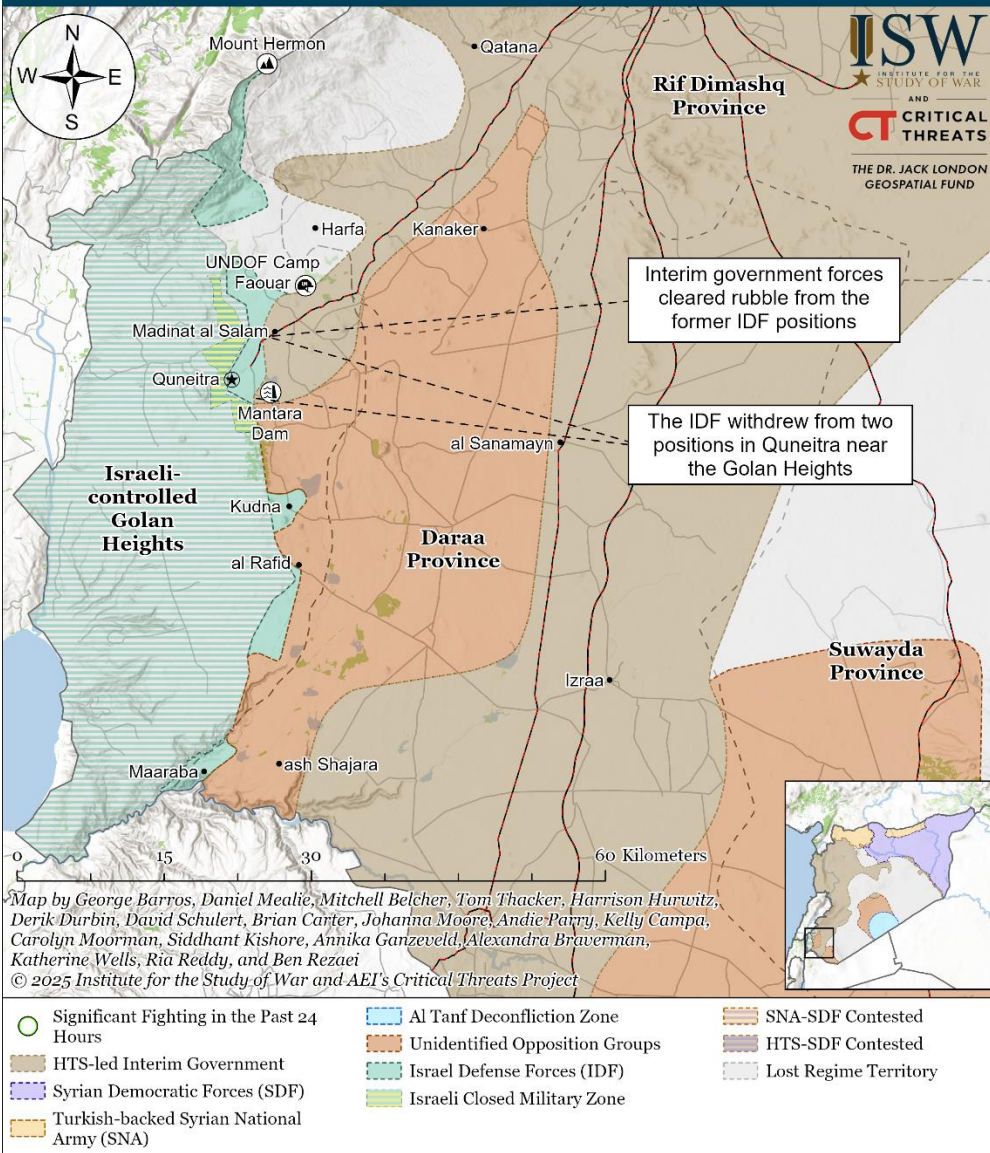 N
W
E
S
Mount Hermon
Qatana
Rif Dimashq
Province
ISW
INSTITUTE FOR THE
STUDY OF WAR
AND
CT CRITICAL
THREATS
THE DR. JACK LONDON
GEOSPATIAL FUND
Harfa
Kanaker
UNDOF Camp
Faouar
Interim government forces
cleared rubble from the
former IDF positions
Madinat al Salam
Quneitra
Mantara
Dam
The IDF withdrew from two
positions in Quneitra near
the Golan Heights
al Sanamayn
Israeli-
controlled
Golan
Heights
Kudna
Daraa
Province
al Rafid
Suwayda
Province
Izraa
Maaraba
ash Shajara
0 15 30 60 Kilometers
Map by George Barros, Daniel Mealie, Mitchell Belcher, Tom Thacker, Harrison Hurwitz,
Derik Durbin, David Schulert, Brian Carter, Johanna Moore, Andie Parry, Kelly Campa,
Carolyn Moorman, Siddhant Kishore, Annika Ganzeveld, Alexandra Braverman,
Katherine Wells, Ria Reddy, and Ben Rezaei
© 2025 Institute for the Study of War and AEI's Critical Threats Project
Significant Fighting in the Past 24
Hours
HTS-led Interim Government
Syrian Democratic Forces (SDF)
Turkish-backed Syrian National
Army (SNA)
Al Tanf Deconfliction Zone
Unidentified Opposition Groups
Israel Defense Forces (IDF)
Israeli Closed Military Zone
SNA-SDF Contested
HTS-SDF Contested
Lost Regime Territory